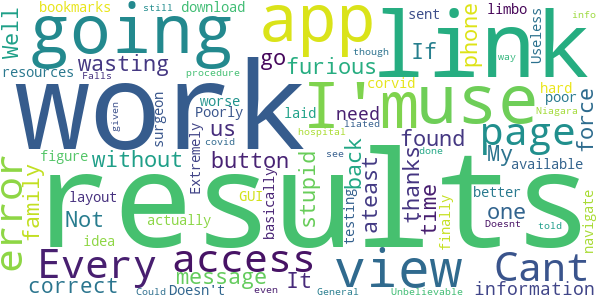 bookmarks still download sent limbo Useless info
Well going app If phone though way
resources wasting go furious corvid hard procedure
Falls worse laid poor
work link
I'm use
given surgeon Poorly us need found page force
error family figure without button Extremely hospital covid liated Niagara
Not layout idea stupid back testing ateast thanks My available
results
GUI basically see done time one better Doesnt told navigate
actually It finally
Every access view Cant
correct message information
Doesn't Could even General Unbelievable